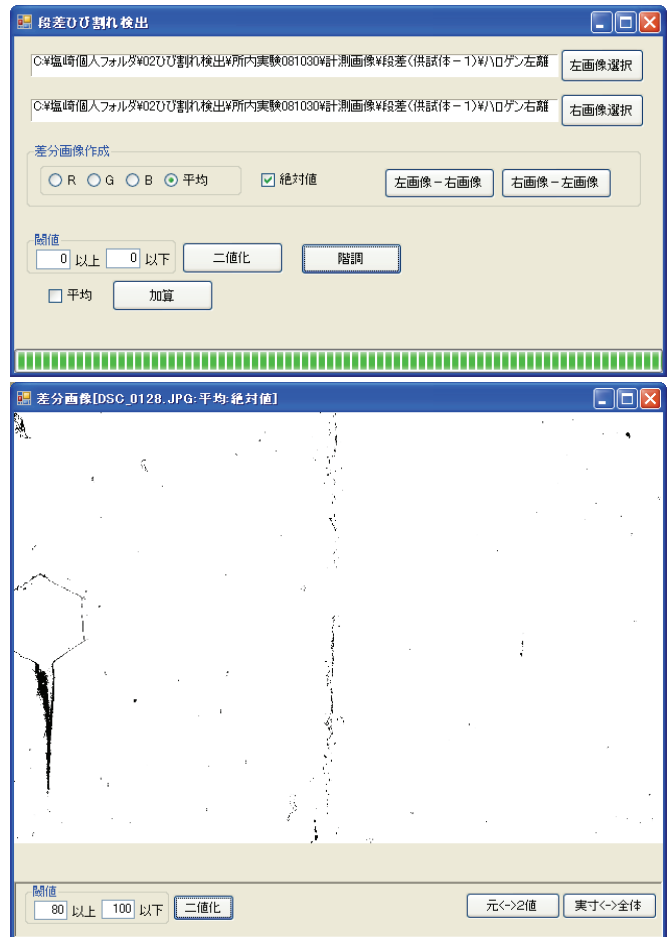 段差ひび割れ検出
C:¥塩崎個人フォルダ¥02ひび割れ検出¥所内実験081030¥計測画像¥段差(供試体-1)¥ハロゲン左離
左画像選択
C:¥塩崎個人フォルダ¥02ひび割れ検出¥所内実験081030¥計測画像¥段差(供試体-1)¥ハロゲン右離
右画像選択
差分画像作成
R G B 平均 絶対値 左画像-右画像 右画像-左画像
閾値
0 以上 0 以下 二値化 階調
平均 加算
差分画像[DSC_0128.JPG:平均:絶対値]
閾値
80 以上 100 以下 二値化 元<->2値 実寸<->全体